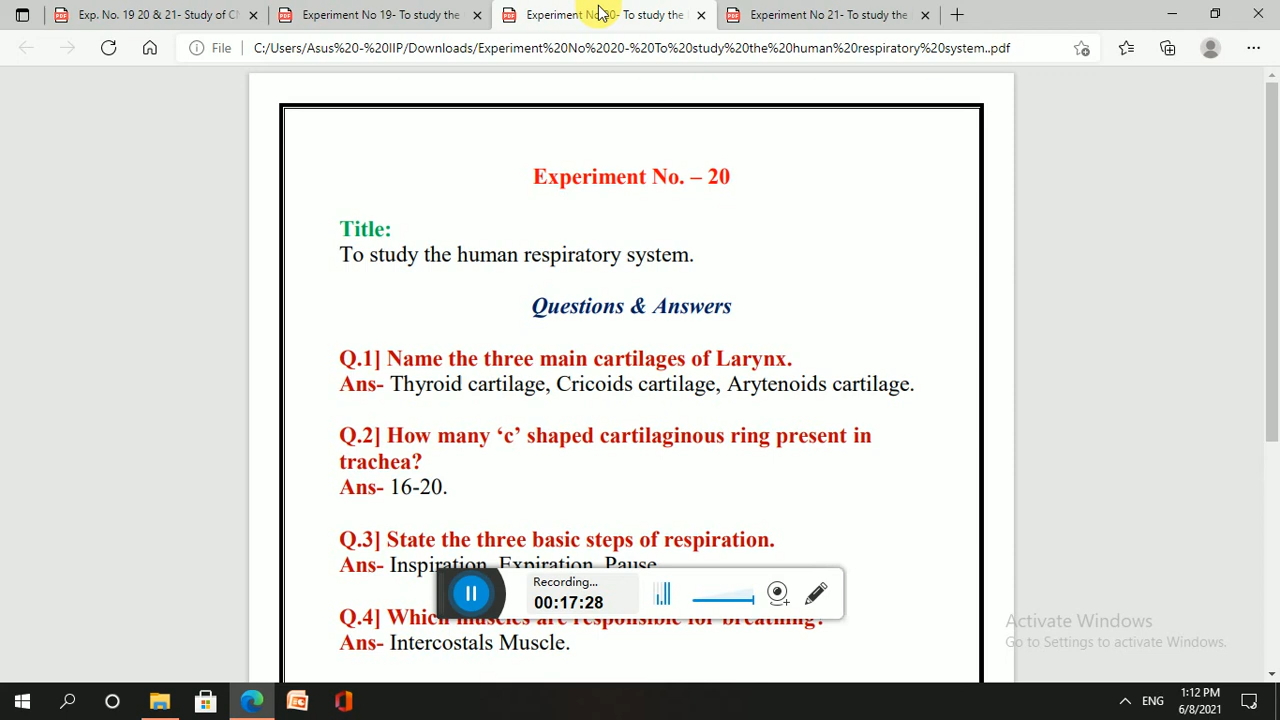 Exp. No. 19 20 & 21- Study of C
Experiment No 19- To study the
Experiment No 20- To study the
Experiment No 21- To study the
File
C:/Users/Asus%20-%20IIP/Downloads/Experiment%20No%2020-%20To%20study%20the%20human%20respiratory%20system..pdf
Experiment No. – 20
Title:
To study the human respiratory system.
Questions & Answers
Q.1] Name the three main cartilages of Larynx.
Ans- Thyroid cartilage, Cricoids cartilage, Arytenoids cartilage.
Q.2] How many ‘c’ shaped cartilaginous ring present in
trachea?
Ans- 16-20.
Q.3] State the three basic steps of respiration.
Ans- Inspiration, Expiration, Pause
Recording...
00:17:28
Q.4] Which muscles are responsible for breathing?
Ans- Intercostals Muscle.
Activate Windows
Go to Settings to activate Windows.
ENG
1:12 PM
6/8/2021